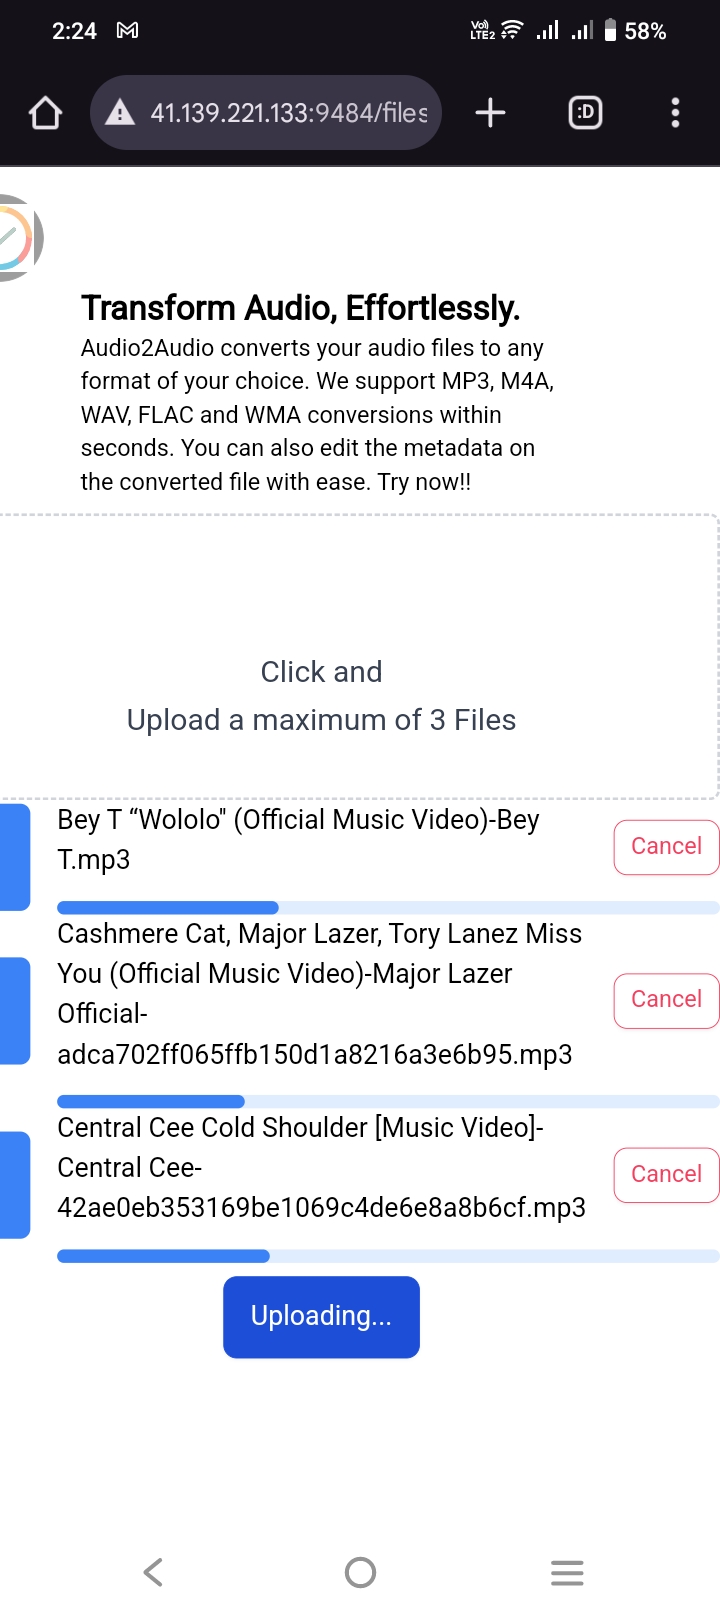 2:24
Vo)) LTE2 58%
41.139.221.133:9484/files
:D
Transform Audio, Effortlessly.
Audio2Audio converts your audio files to any
format of your choice. We support MP3, M4A,
WAV, FLAC and WMA conversions within
seconds. You can also edit the metadata on
the converted file with ease. Try now!!
Click and
Upload a maximum of 3 Files
Bey T “Wololo" (Official Music Video)-Bey
T.mp3
Cancel
Cashmere Cat, Major Lazer, Tory Lanez Miss
You (Official Music Video)-Major Lazer
Official-
adca702ff065ffb150d1a8216a3e6b95.mp3
Cancel
Central Cee Cold Shoulder [Music Video]-
Central Cee-
42ae0eb353169be1069c4de6e8a8b6cf.mp3
Cancel
Uploading...